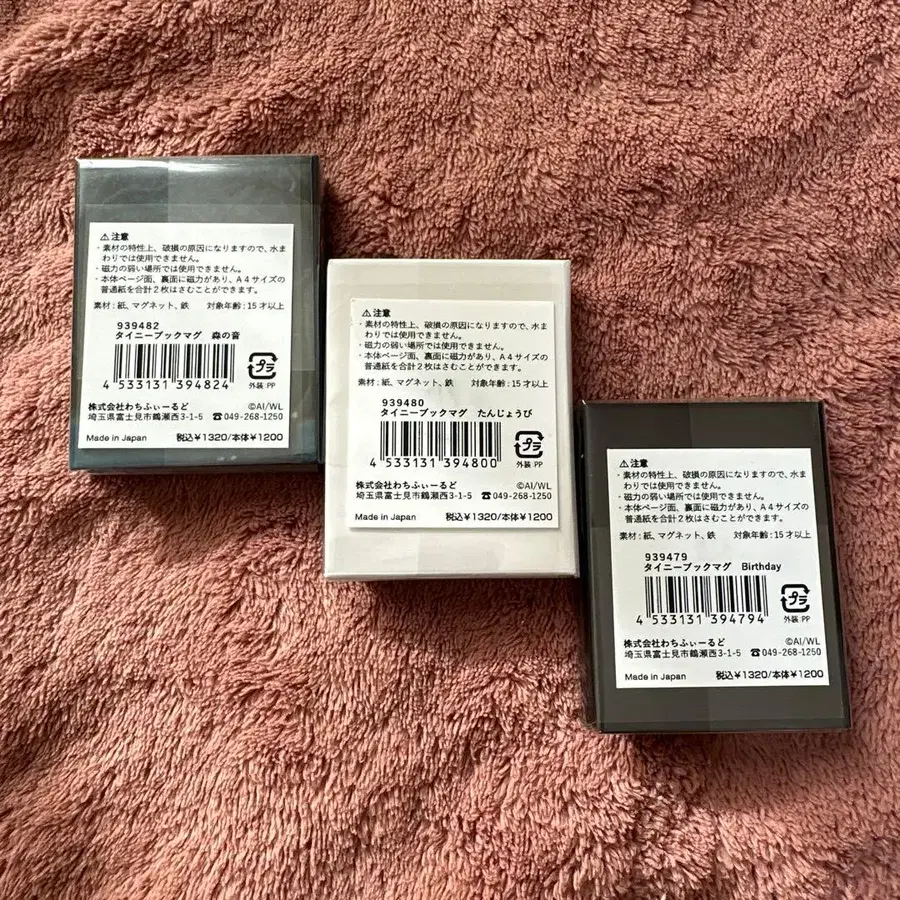 ⚠注意
・素材の特性上、破損の原因になりますので、水ま
わりでは使用できません。
・磁力の弱い場所では使用できません。
・本体ページ面、裏面に磁力があり、A4サイズの
普通紙を合計2枚はさむことができます。
素材:紙、マグネット、鉄 対象年齢:15才以上
939482
タイニーブックマグ 森の音
4 533131 394824
プラ
外装:PP
株式会社わちふぃーるど ©AI/WL
埼玉県富士見市鶴瀬西3-1-5 ☎049-268-1250
Made in Japan 税込¥1320/本体¥1200
⚠注意
・素材の特性上、破損の原因になりますので、水ま
わりでは使用できません。
・磁力の弱い場所では使用できません。
・本体ページ面、裏面に磁力があり、A4サイズの
普通紙を合計2枚はさむことができます。
素材:紙、マグネット、鉄 対象年齢:15才以上
939480
タイニーブックマグ たんじょうび
4 533131 394800
プラ
外装:PP
株式会社わちふぃーるど ©AI/WL
埼玉県富士見市鶴瀬西3-1-5 ☎049-268-1250
Made in Japan 税込¥1320/本体¥1200
⚠注意
・素材の特性上、破損の原因になりますので、水ま
わりでは使用できません。
・磁力の弱い場所では使用できません。
・本体ページ面、裏面に磁力があり、A4サイズの
普通紙を合計2枚はさむことができます。
素材:紙、マグネット、鉄 対象年齢:15才以上
939479
タイニーブックマグ Birthday
4 533131 394794
プラ
外装:PP
株式会社わちふぃーるど ©AI/WL
埼玉県富士見市鶴瀬西3-1-5 ☎049-268-1250
Made in Japan 税込¥1320/本体¥1200